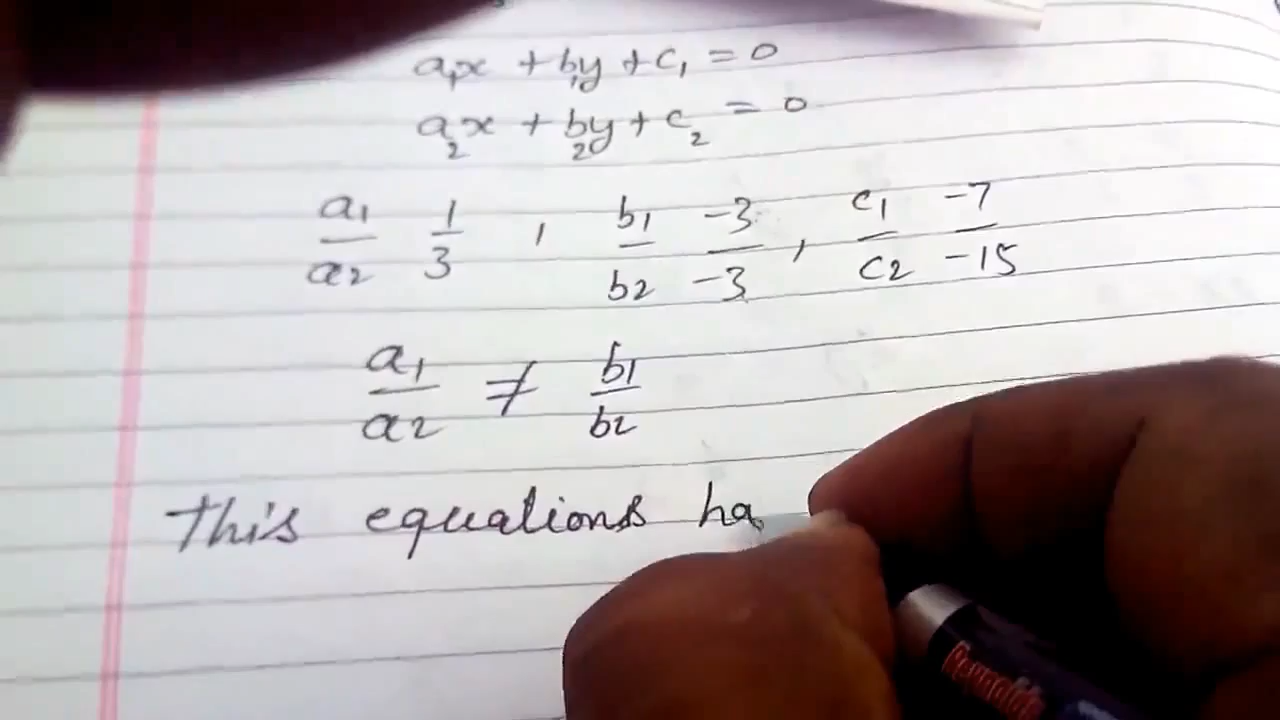 a₁x + b₁y + c₁ = 0
a₂x + b₂y + c₂ = 0
a1/a2 1/3 , b1/b2 -3/-3 , c1/c2 -7/-15
a1/a2 ≠ b1/b2
This equations ha
Reynolds